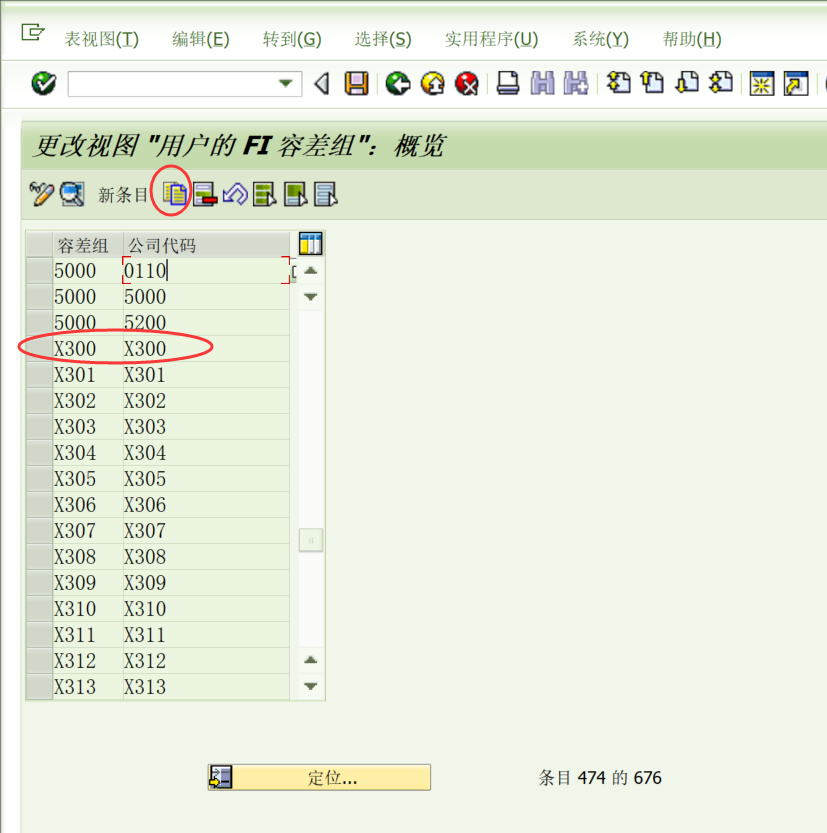 表视图(T) 编辑(E) 转到(G) 选择(S) 实用程序(U) 系统(Y) 帮助(H)
更改视图 "用户的 FI 容差组": 概览
新条目
容差组 公司代码
5000 0110
5000 5000
5000 5200
X300 X300
X301 X301
X302 X302
X303 X303
X304 X304
X305 X305
X306 X306
X307 X307
X308 X308
X309 X309
X310 X310
X311 X311
X312 X312
X313 X313
定位... 条目 474 的 676